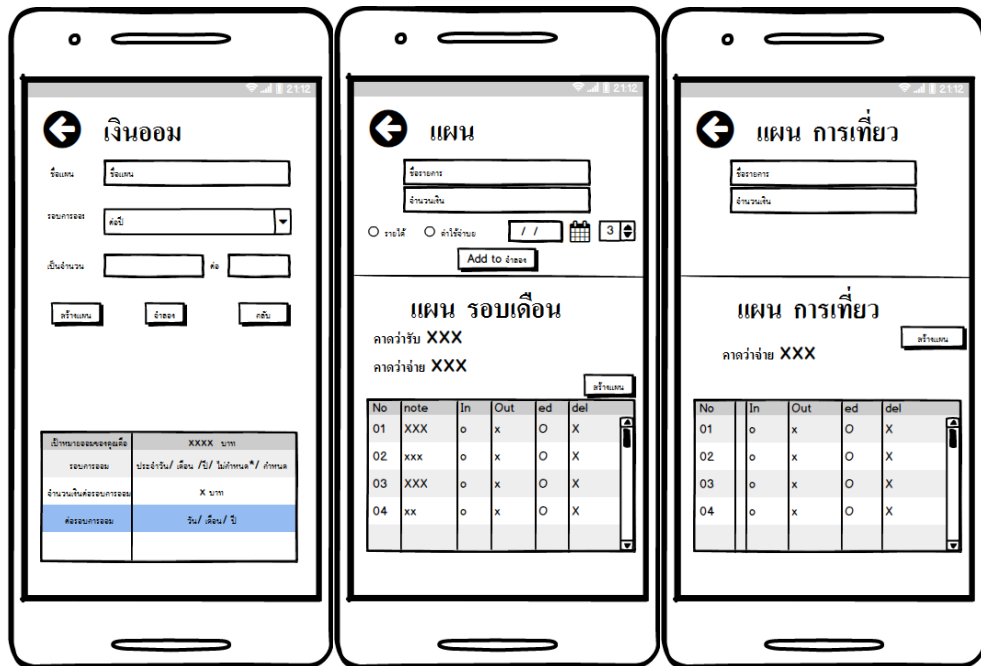 21:12
เงินออม
ชื่อแผน ชื่อแผน
รอบการออร ต่อปี
เป็นจำนวน ต่อ
สร้างแผน จำลอง กลับ
เป้าหมายออมของคุณคือ XXXX บาท
รอบการออม ประจำวัน/ เดือน /ปี/ ไม่กำหนด*/ กำหนด
จำนวนเงินต่อรอบการออม X บาท
ต่อรอบการออม วัน/ เดือน/ ปี
21:12
แผน
ชื่อรายการ
จำนวนเงิน
รายได้ ค่าใช้จ่าย / / 3
Add to จำลอง
แผน รอบเดือน
คาดว่ารับ XXX
คาดว่าจ่าย XXX
สร้างแผน
No note In Out ed del
01 XXX o x O X
02 xxx o x O X
03 XXX o x O X
04 xx o x O X
21:12
แผน การเที่ยว
ชื่อรายการ
จำนวนเงิน
แผน การเที่ยว
สร้างแผน
คาดว่าจ่าย XXX
No In Out ed del
01 o x O X
02 o x O X
03 o x O X
04 o x O X